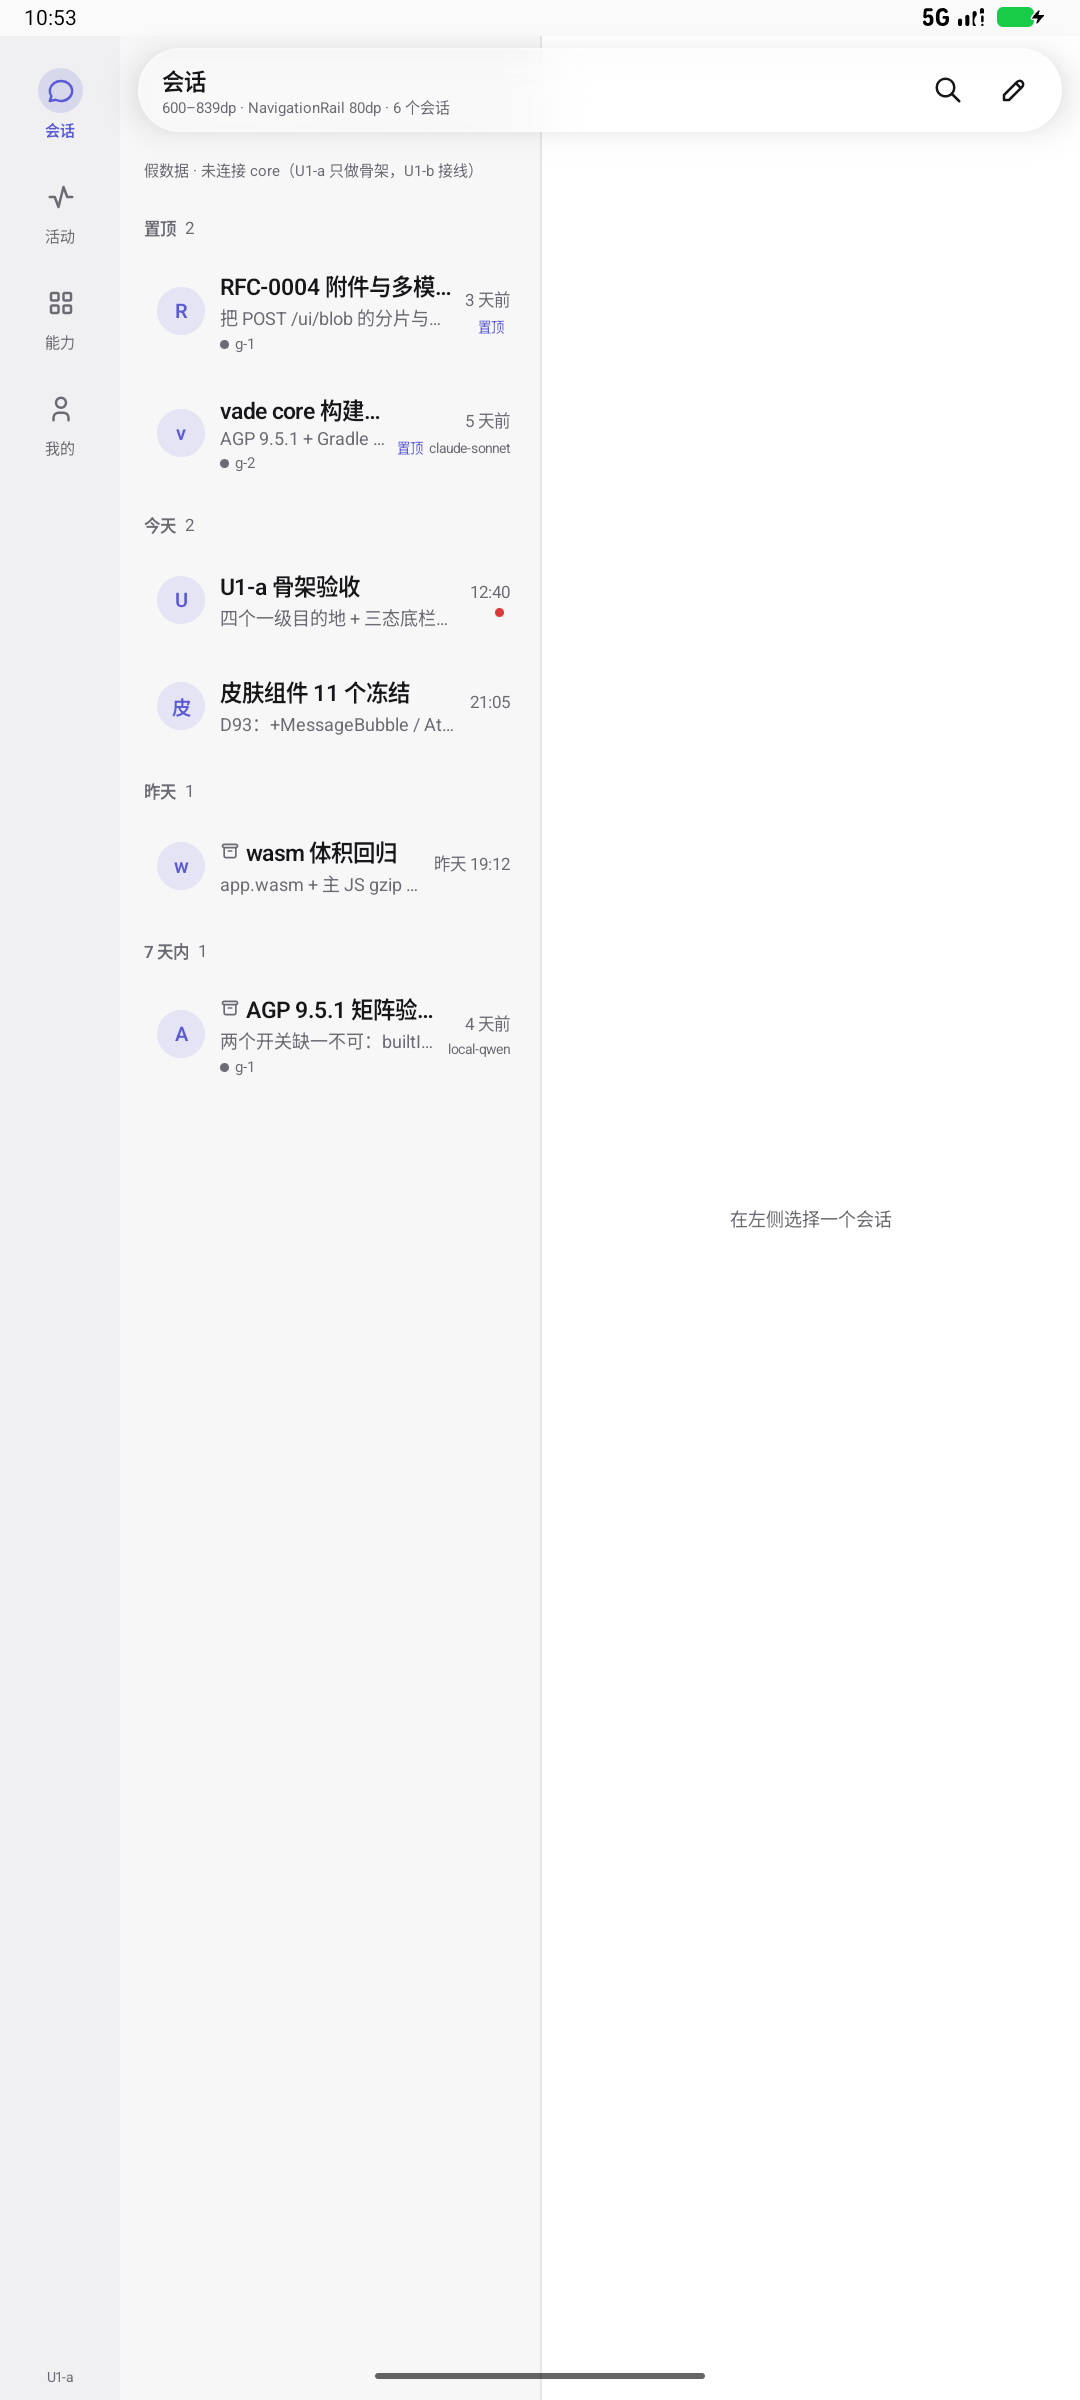 10:53
5G
会话
活动
能力
我的
U1-a
会话
600–839dp · NavigationRail 80dp · 6 个会话
假数据 · 未连接 core（U1-a 只做骨架，U1-b 接线）
置顶 2
R
RFC-0004 附件与多模…
3 天前
把 POST /ui/blob 的分片与…
置顶
g-1
v
vade core 构建…
5 天前
AGP 9.5.1 + Gradle …
置顶 claude-sonnet
g-2
今天 2
U
U1-a 骨架验收
12:40
四个一级目的地 + 三态底栏…
皮
皮肤组件 11 个冻结
21:05
D93：+MessageBubble / At…
昨天 1
w
wasm 体积回归
昨天 19:12
app.wasm + 主 JS gzip …
7 天内 1
A
AGP 9.5.1 矩阵验…
4 天前
两个开关缺一不可：builtI…
local-qwen
g-1
在左侧选择一个会话